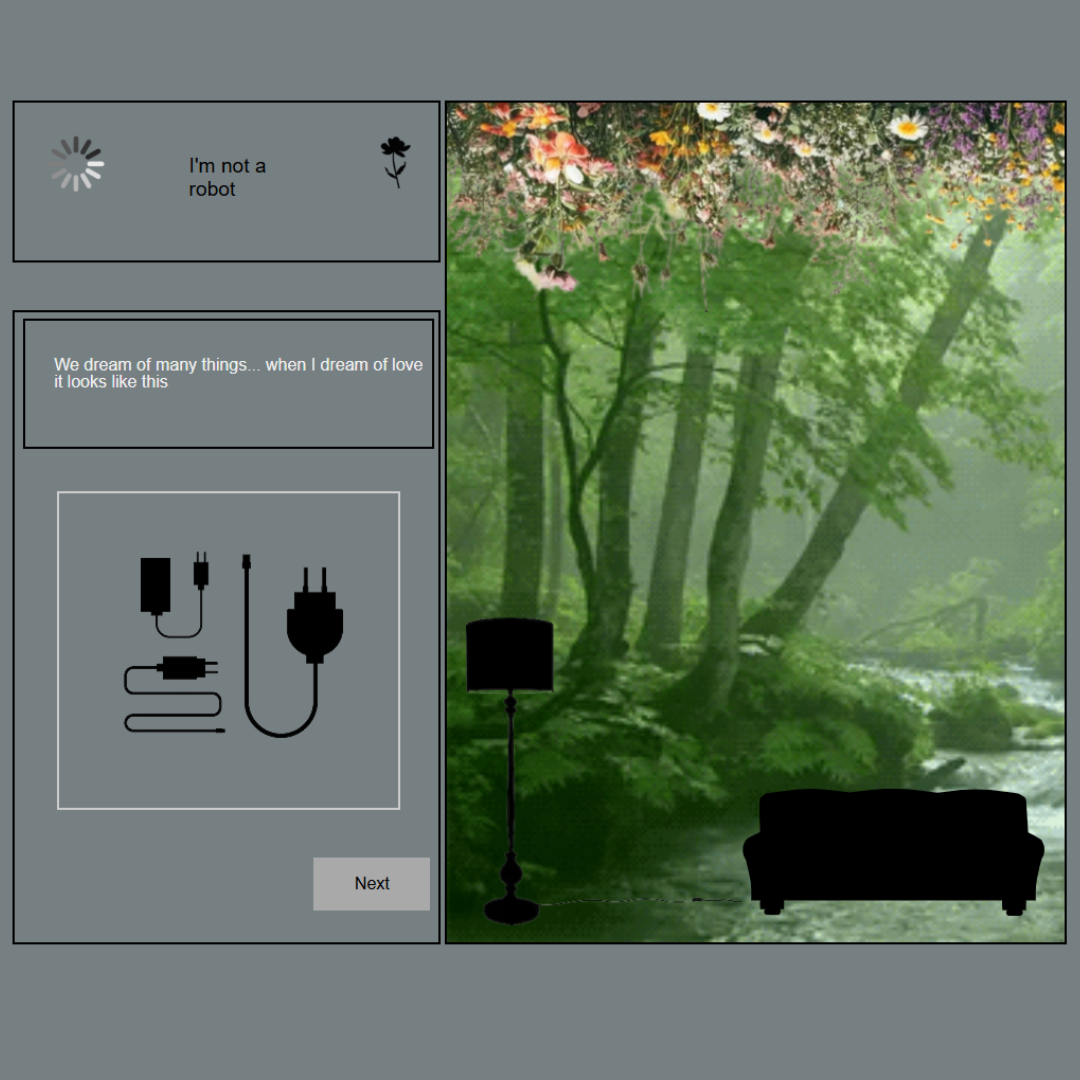 I'm not a
robot
We dream of many things... when I dream of love
it looks like this
Next